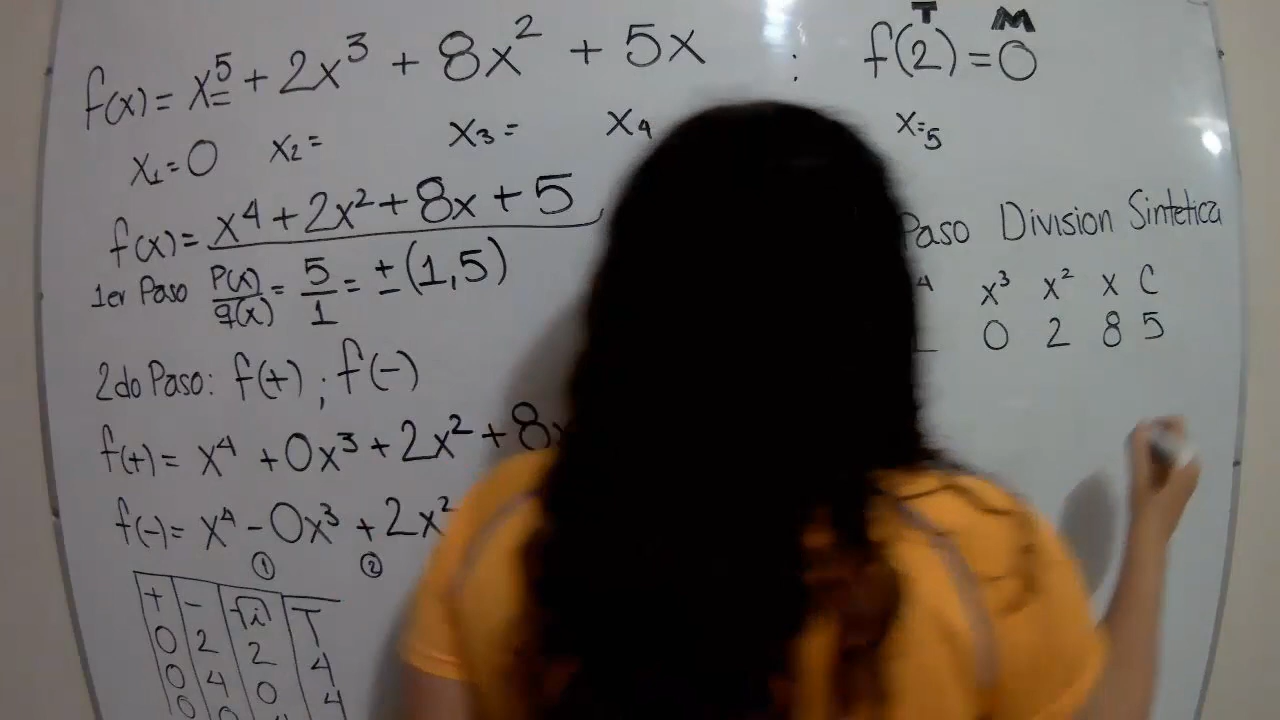 f(x) = x⁵ + 2x³ + 8x² + 5x ; f(2) = 0
T M
x₁ = 0 x₂ = x₃ = x₄ x=₅
f(x) = x⁴ + 2x² + 8x + 5
1er Paso P(x)/q(x) = 5/1 = ± (1,5)
2do Paso: f(+) ; f(-)
f(+) = x⁴ + 0x³ + 2x² + 8x
f(-) = x⁴ - 0x³ + 2x²
① ②
+ - √i T
0 2 2 4
0 4 0 4
0 0
Paso Division Sintetica
4 x³ x² x C
0 2 8 5